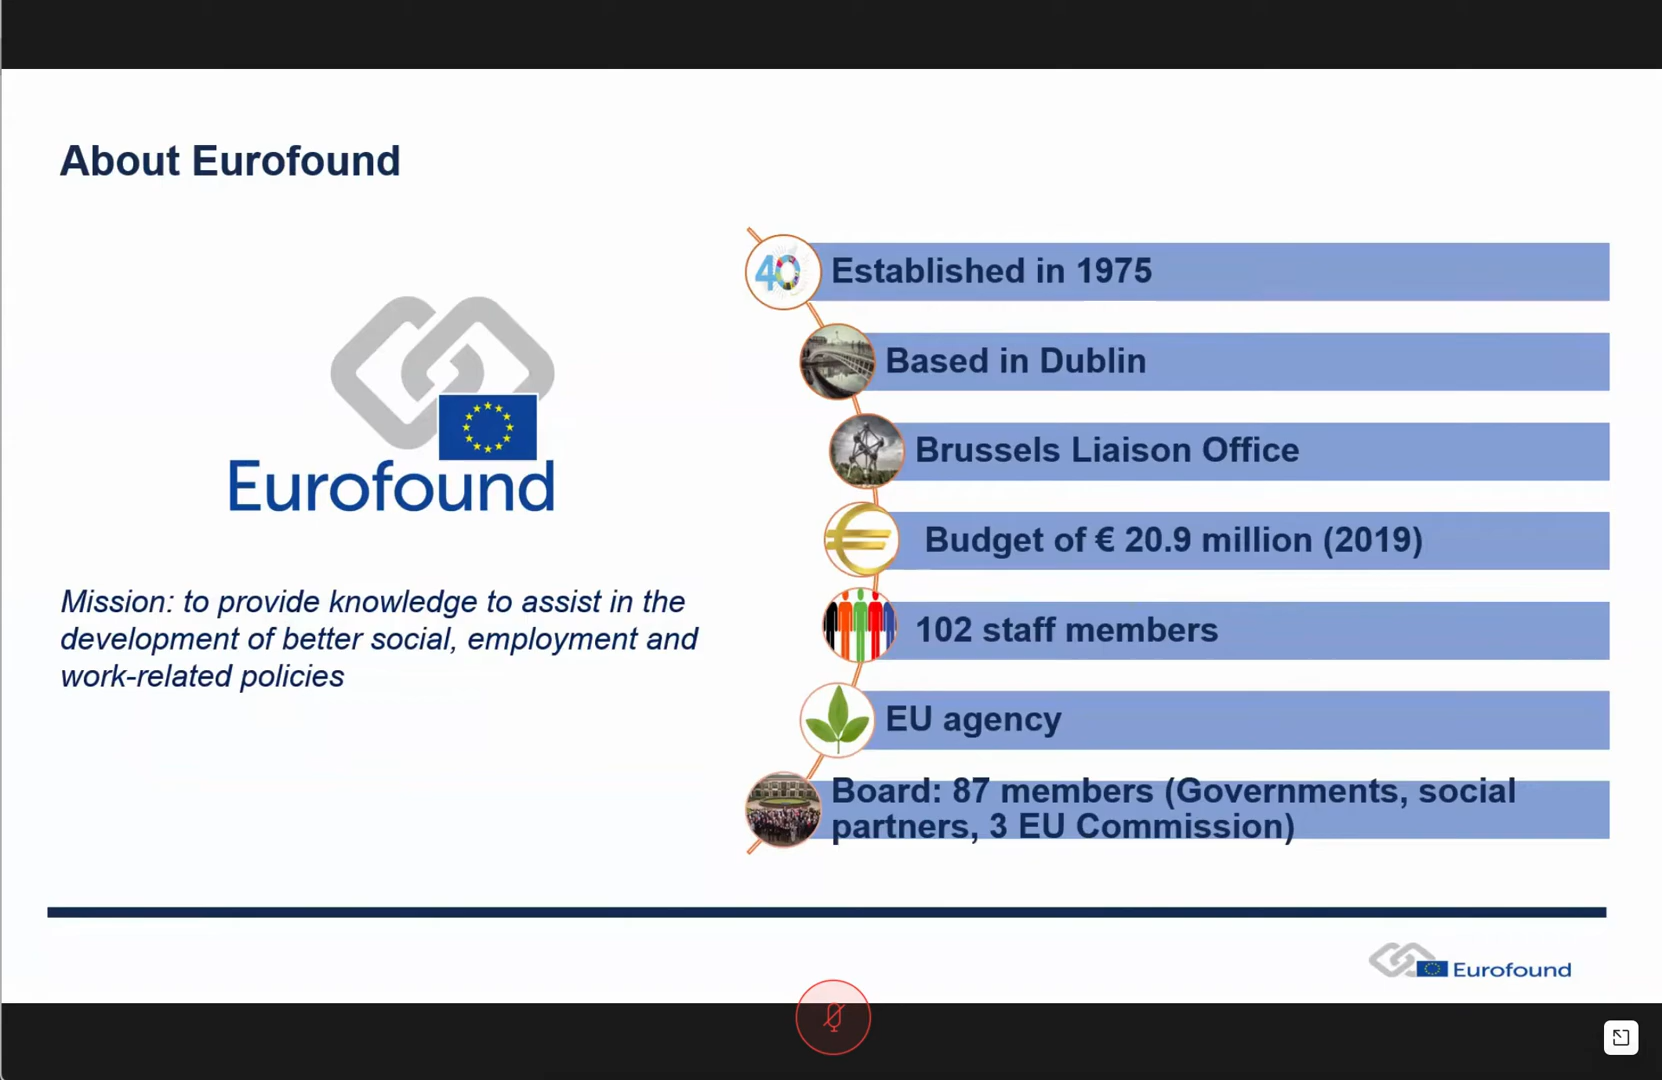 About Eurofound
Eurofound
Mission: to provide knowledge to assist in the
development of better social, employment and
work-related policies
40
Established in 1975
Based in Dublin
Brussels Liaison Office
Budget of € 20.9 million (2019)
102 staff members
EU agency
Board: 87 members (Governments, social
partners, 3 EU Commission)
Eurofound